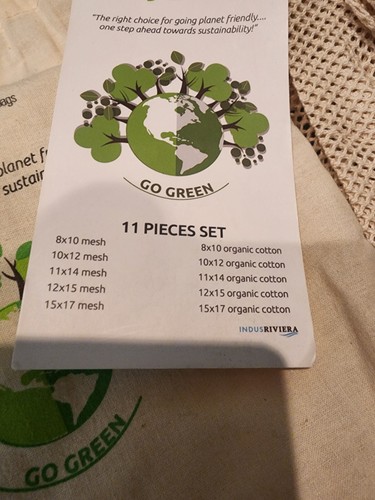 "The right choice for going planet friendly....
one step ahead towards sustainability!"
GO GREEN
11 PIECES SET
8x10 mesh
10x12 mesh
11x14 mesh
12x15 mesh
15x17 mesh
8x10 organic cotton
10x12 organic cotton
11x14 organic cotton
12x15 organic cotton
15x17 organic cotton
INDUSRIVIERA
planet f
GO GREEN